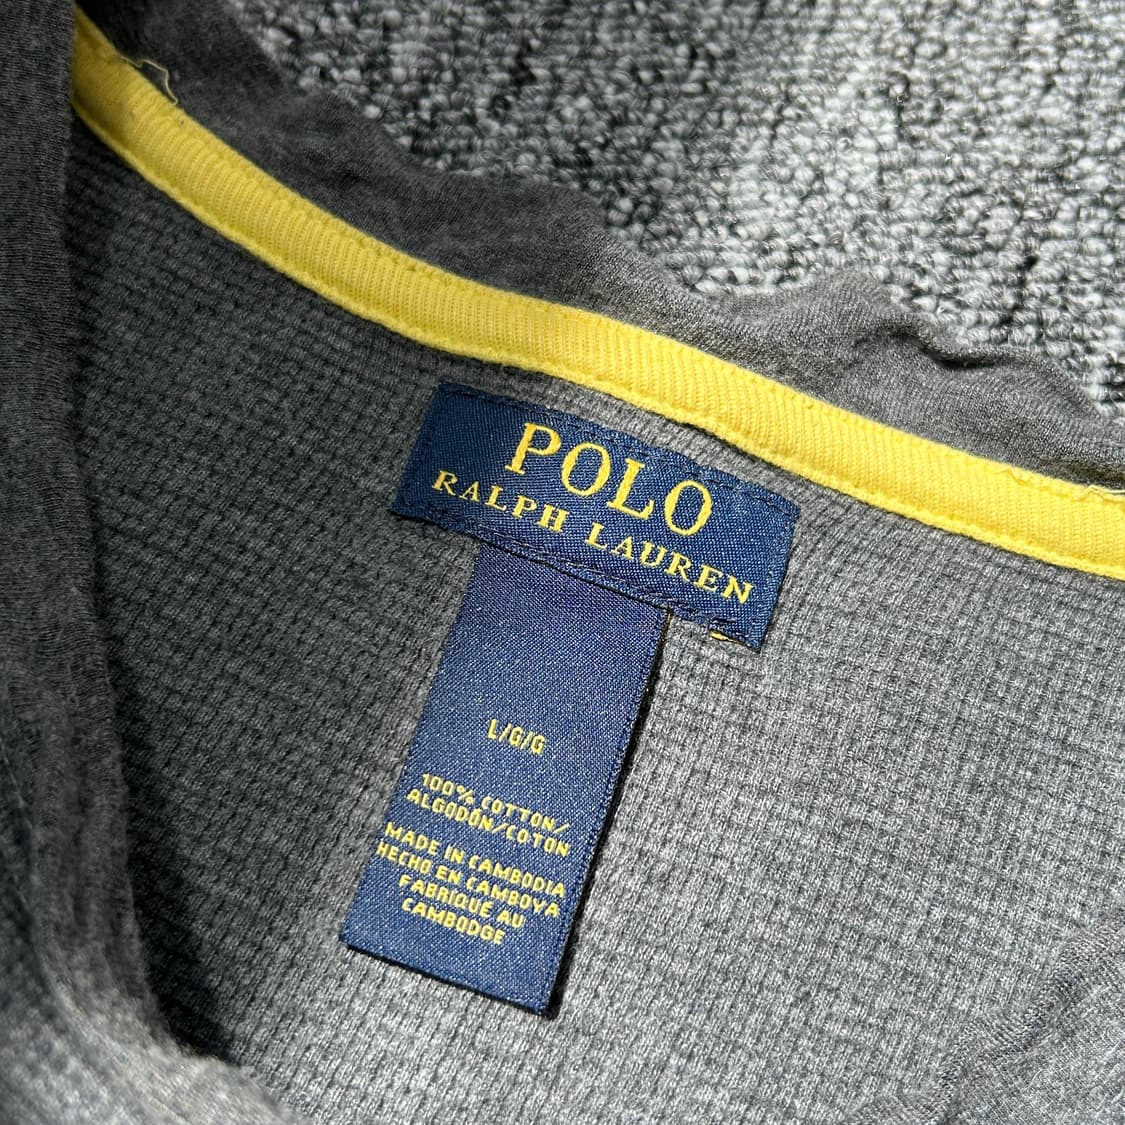 POLO
RALPH LAUREN
L/G/G
100% COTTON/
ALGODÓN/COTON
MADE IN CAMBODIA
HECHO EN CAMBOYA
FABRIQUÉ AU
CAMBODGE